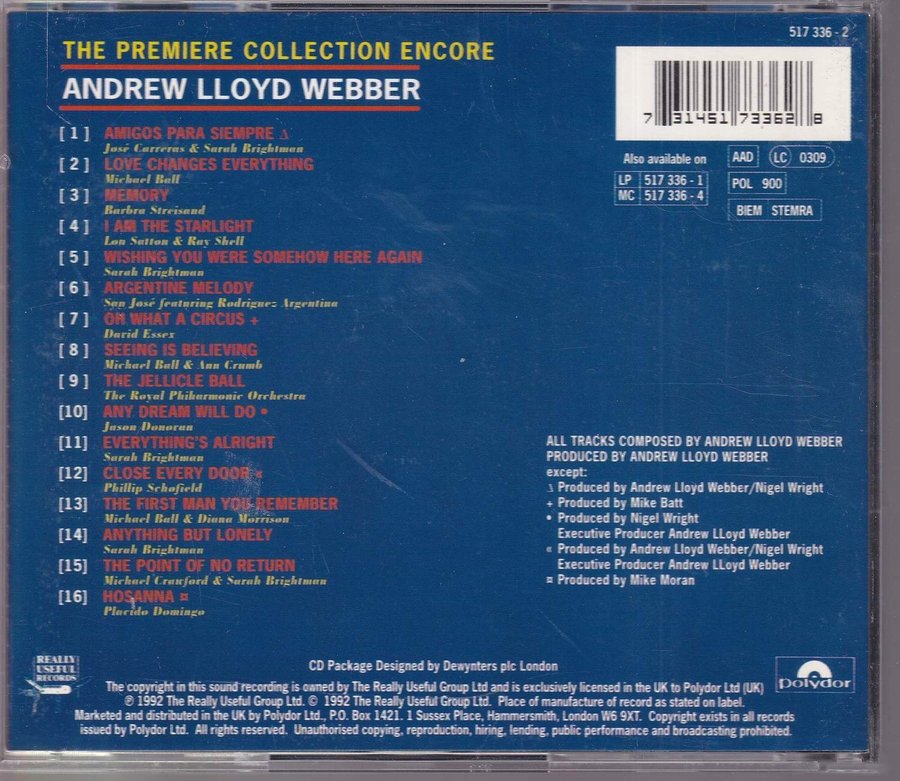 517 336 - 2
THE PREMIERE COLLECTION ENCORE
ANDREW LLOYD WEBBER
7 31451 73362 8
Also available on
LP 517 336 - 1
MC 517 336 - 4
AAD LC 0309
POL 900
BIEM STEMRA
[ 1 ] AMIGOS PARA SIEMPRE Δ
José Carreras & Sarah Brightman
[ 2 ] LOVE CHANGES EVERYTHING
Michael Ball
[ 3 ] MEMORY
Barbra Streisand
[ 4 ] I AM THE STARLIGHT
Lon Satton & Ray Shell
[ 5 ] WISHING YOU WERE SOMEHOW HERE AGAIN
Sarah Brightman
[ 6 ] ARGENTINE MELODY
San José featuring Rodriguez Argentina
[ 7 ] OH WHAT A CIRCUS +
David Essex
[ 8 ] SEEING IS BELIEVING
Michael Ball & Ann Crumb
[ 9 ] THE JELLICLE BALL
The Royal Philharmonic Orchestra
[10] ANY DREAM WILL DO •
Jason Donovan
[11] EVERYTHING'S ALRIGHT
Sarah Brightman
[12] CLOSE EVERY DOOR «
Phillip Schofield
[13] THE FIRST MAN YOU REMEMBER
Michael Ball & Diana Morrison
[14] ANYTHING BUT LONELY
Sarah Brightman
[15] THE POINT OF NO RETURN
Michael Crawford & Sarah Brightman
[16] HOSANNA ¤
Placido Domingo
ALL TRACKS COMPOSED BY ANDREW LLOYD WEBBER
PRODUCED BY ANDREW LLOYD WEBBER
except:
Δ Produced by Andrew Lloyd Webber/Nigel Wright
+ Produced by Mike Batt
• Produced by Nigel Wright
Executive Producer Andrew LLoyd Webber
« Produced by Andrew Lloyd Webber/Nigel Wright
Executive Producer Andrew LLoyd Webber
¤ Produced by Mike Moran
REALLY
USEFUL
RECORDS
CD Package Designed by Dewynters plc London
polydor
The copyright in this sound recording is owned by The Really Useful Group Ltd and is exclusively licensed in the UK to Polydor Ltd (UK)
℗ 1992 The Really Useful Group Ltd. © 1992 The Really Useful Group Ltd. Place of manufacture of record as stated on label.
Marketed and distributed in the UK by Polydor Ltd., P.O. Box 1421. 1 Sussex Place, Hammersmith, London W6 9XT. Copyright exists in all records
issued by Polydor Ltd. All rights reserved. Unauthorised copying, reproduction, hiring, lending, public performance and broadcasting prohibited.